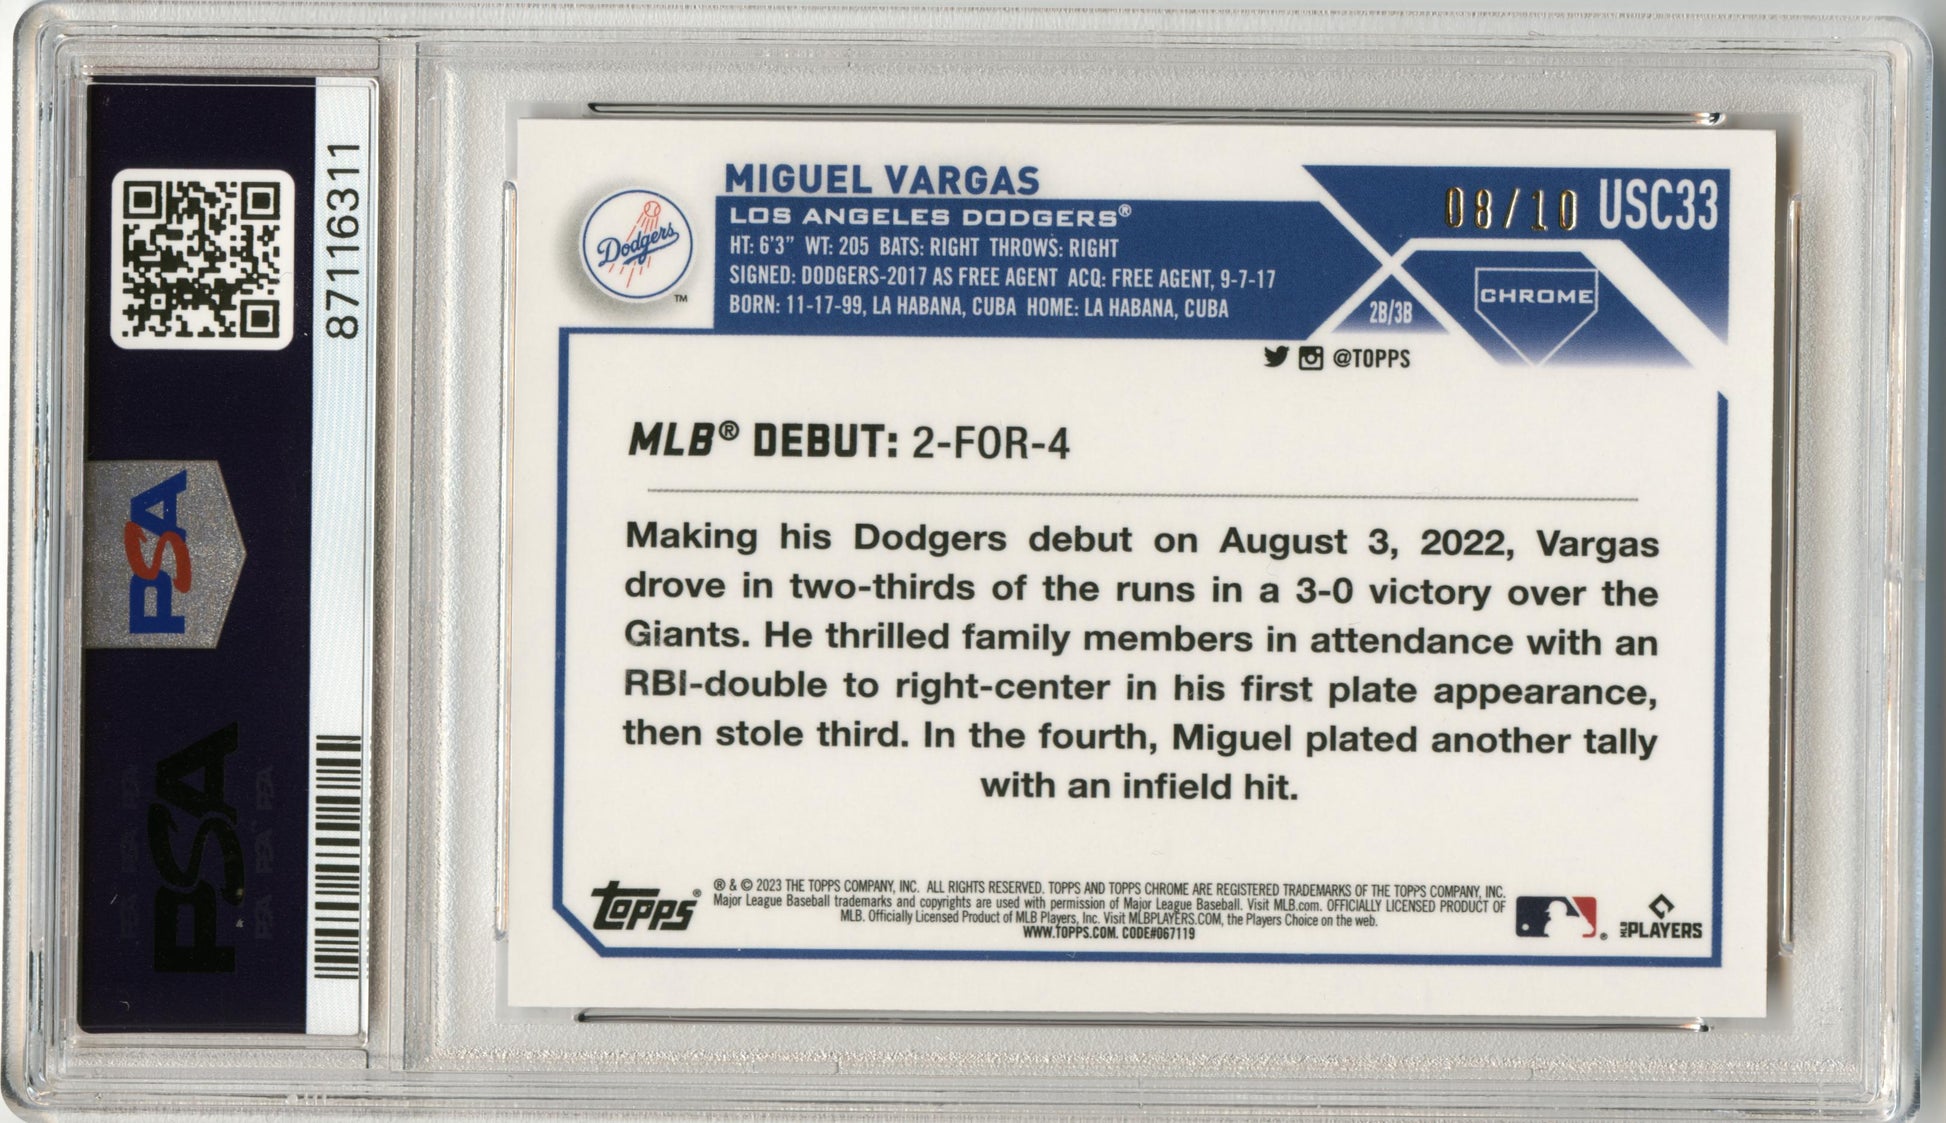 87116311
PSA
PSA
MIGUEL VARGAS
LOS ANGELES DODGERS®
HT: 6'3" WT: 205 BATS: RIGHT THROWS: RIGHT
SIGNED: DODGERS-2017 AS FREE AGENT ACQ: FREE AGENT, 9-7-17
BORN: 11-17-99, LA HABANA, CUBA HOME: LA HABANA, CUBA
Dodgers
TM
08/10 USC33
CHROME
2B/3B
@TOPPS
MLB® DEBUT: 2-FOR-4
Making his Dodgers debut on August 3, 2022, Vargas
drove in two-thirds of the runs in a 3-0 victory over the
Giants. He thrilled family members in attendance with an
RBI-double to right-center in his first plate appearance,
then stole third. In the fourth, Miguel plated another tally
with an infield hit.
topps®
® & © 2023 THE TOPPS COMPANY, INC. ALL RIGHTS RESERVED. TOPPS AND TOPPS CHROME ARE REGISTERED TRADEMARKS OF THE TOPPS COMPANY, INC.
Major League Baseball trademarks and copyrights are used with permission of Major League Baseball. Visit MLB.com. OFFICIALLY LICENSED PRODUCT OF
MLB. Officially Licensed Product of MLB Players, Inc. Visit MLBPLAYERS.COM, the Players Choice on the web.
WWW.TOPPS.COM. CODE#067119
®
MLB PLAYERS